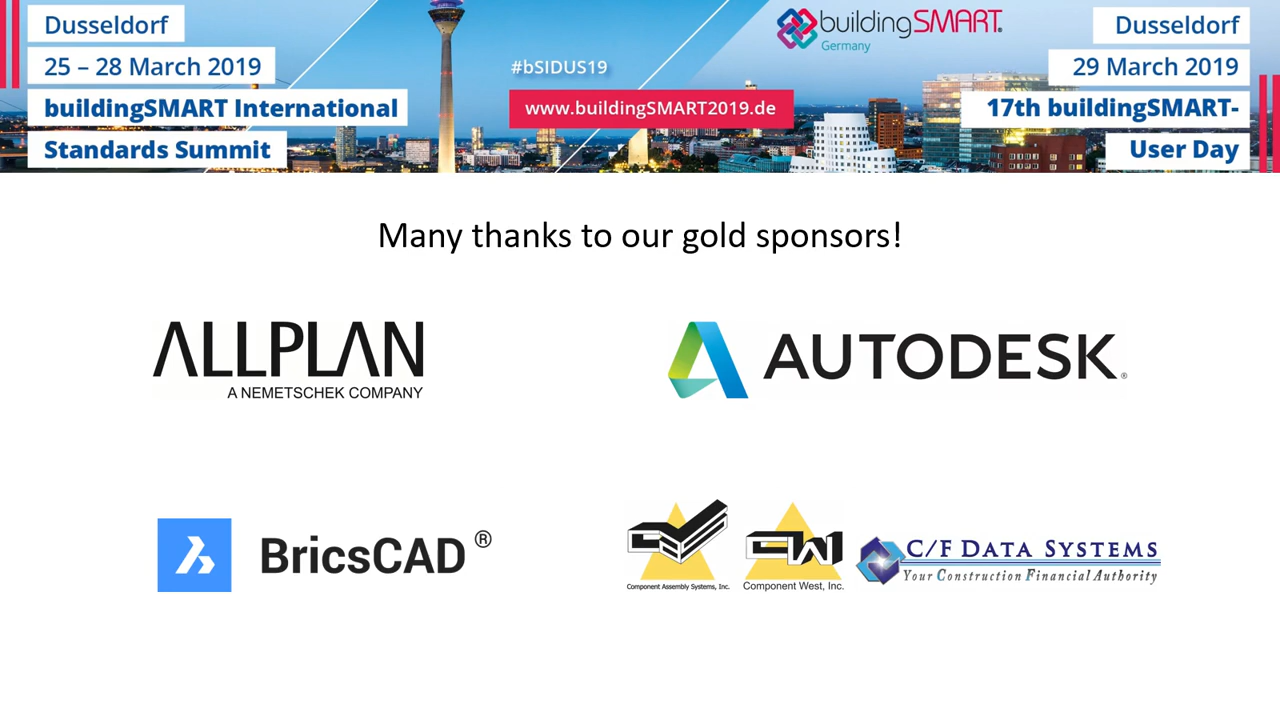 Dusseldorf
25 – 28 March 2019
buildingSMART International
Standards Summit
#bSIDUS19
www.buildingSMART2019.de
buildingSMART®
Germany
Dusseldorf
29 March 2019
17th buildingSMART-
User Day
Many thanks to our gold sponsors!
ALLPLAN
A NEMETSCHEK COMPANY
AUTODESK®
BricsCAD®
Component Assembly Systems, Inc.
CW
Component West, Inc.
C/F DATA SYSTEMS
Your Construction Financial Authority